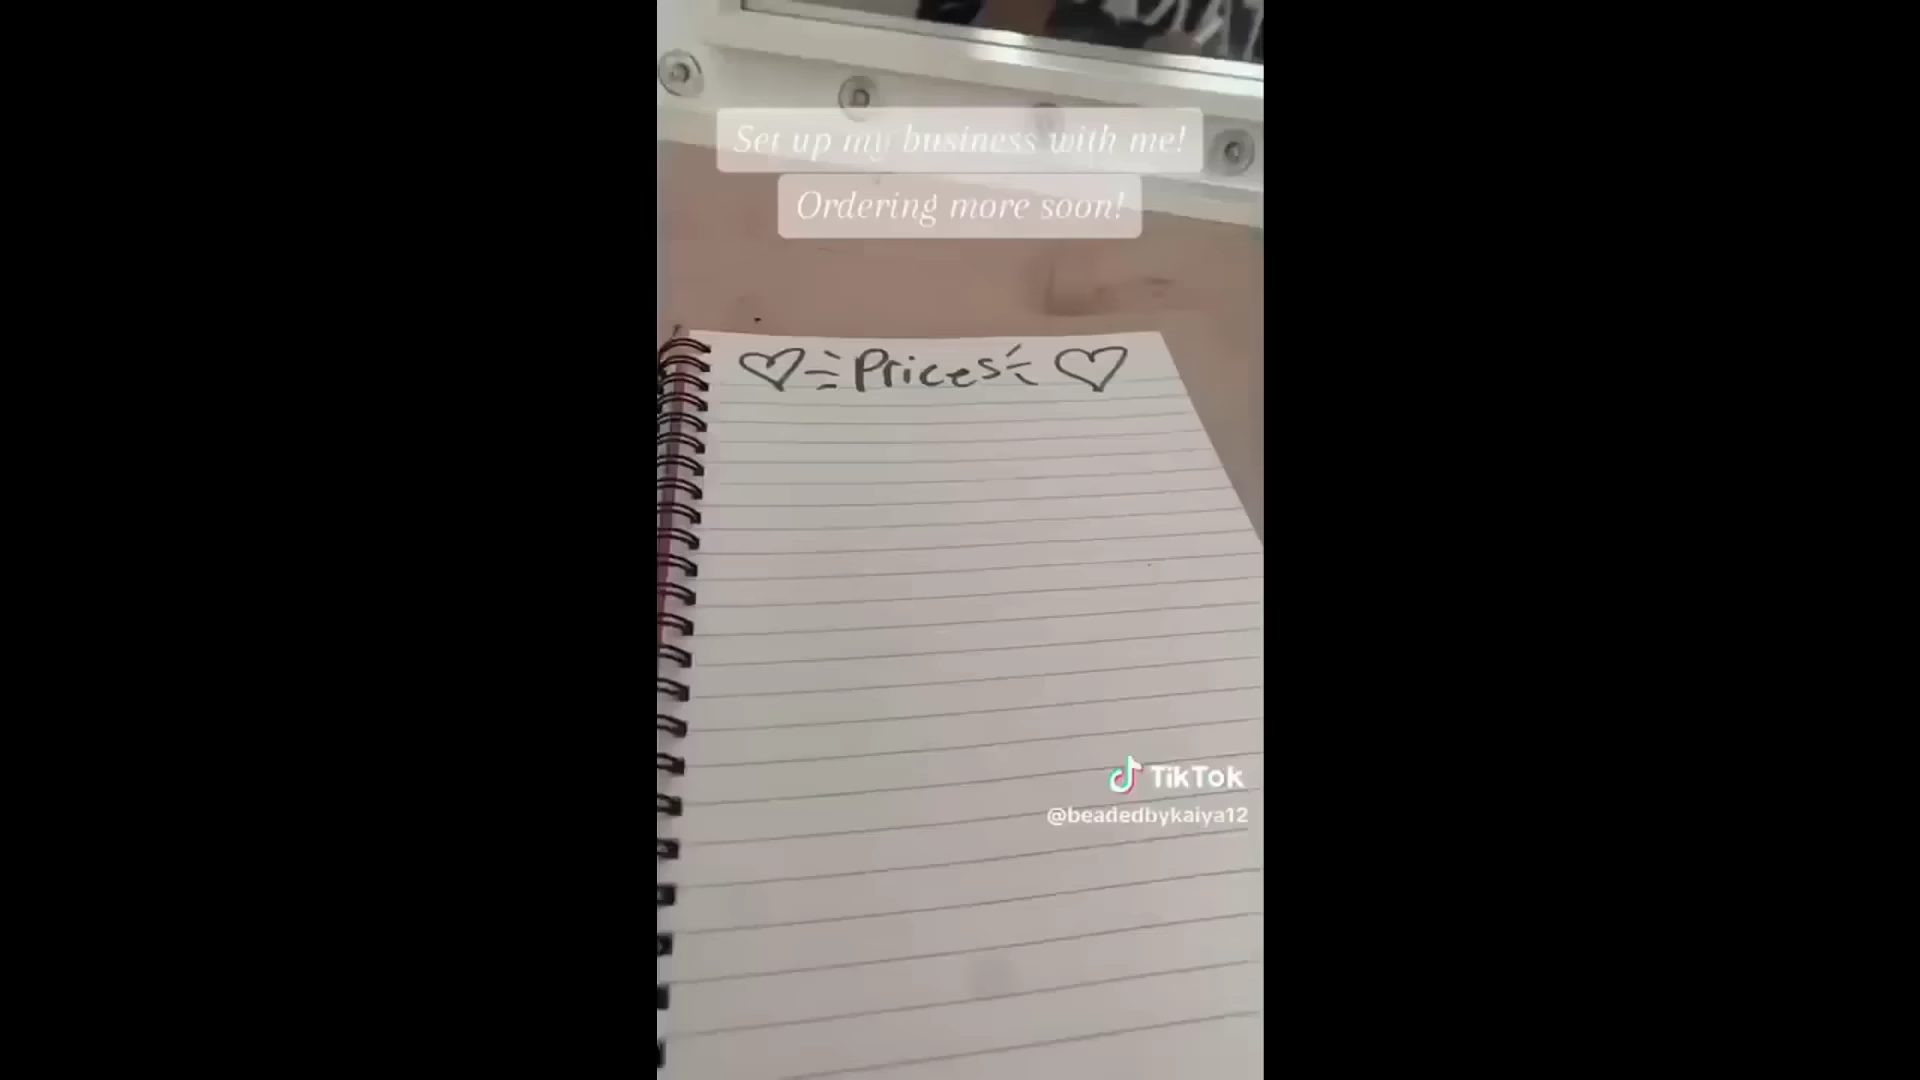 Set up my business with me!
Ordering more soon!
Prices
TikTok
@beadedbykaiya12